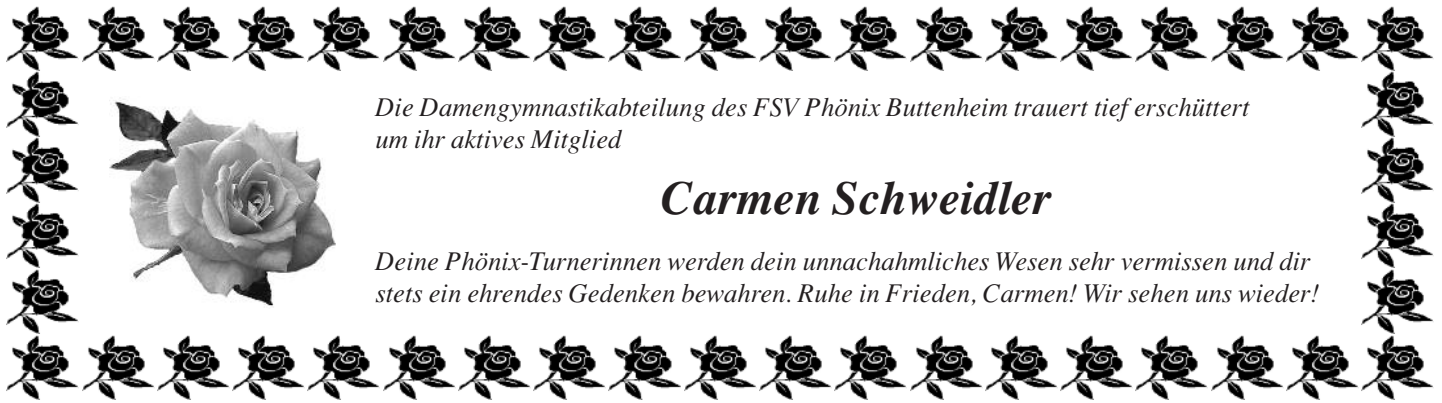 Die Damengymnastikabteilung des FSV Phönix Buttenheim trauert tief erschüttert
um ihr aktives Mitglied
Carmen Schweidler
Deine Phönix-Turnerinnen werden dein unnachahmliches Wesen sehr vermissen und dir
stets ein ehrendes Gedenken bewahren. Ruhe in Frieden, Carmen! Wir sehen uns wieder!